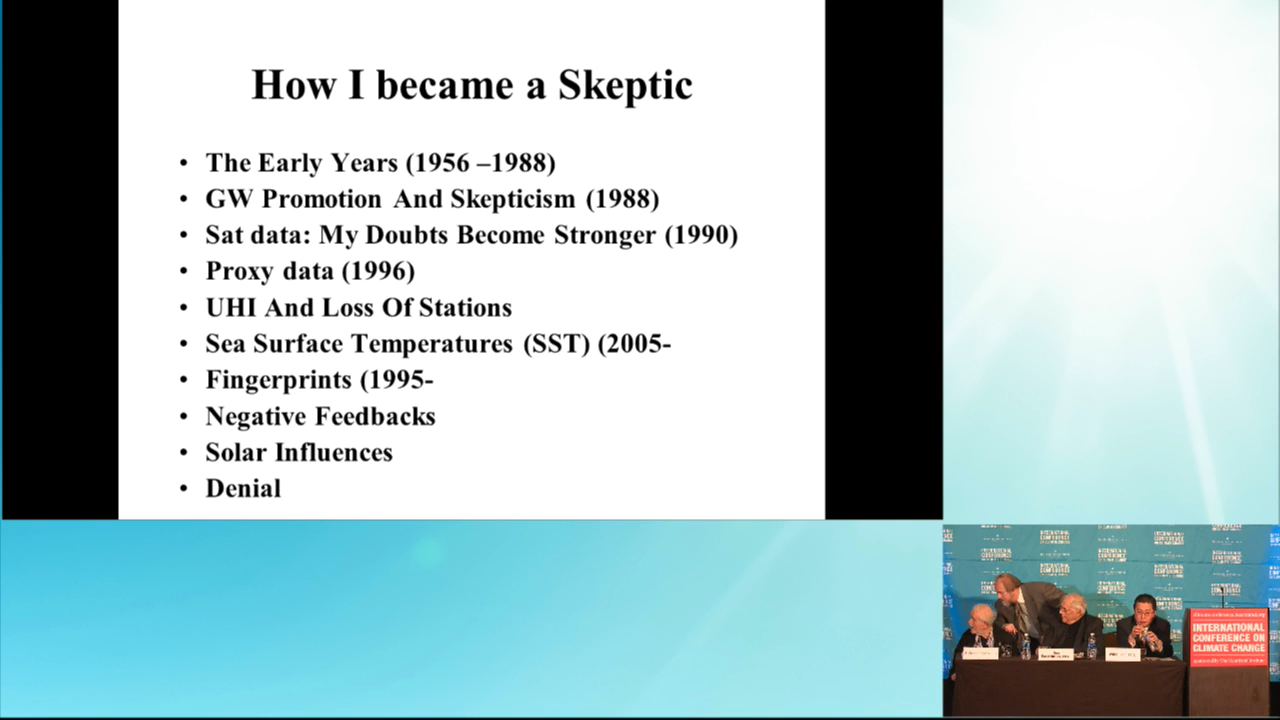 How I became a Skeptic
• The Early Years (1956 –1988)
• GW Promotion And Skepticism (1988)
• Sat data: My Doubts Become Stronger (1990)
• Proxy data (1996)
• UHI And Loss Of Stations
• Sea Surface Temperatures (SST) (2005-
• Fingerprints (1995-
• Negative Feedbacks
• Solar Influences
• Denial
INTERNATIONAL
CONFERENCE ON
CLIMATE CHANGE